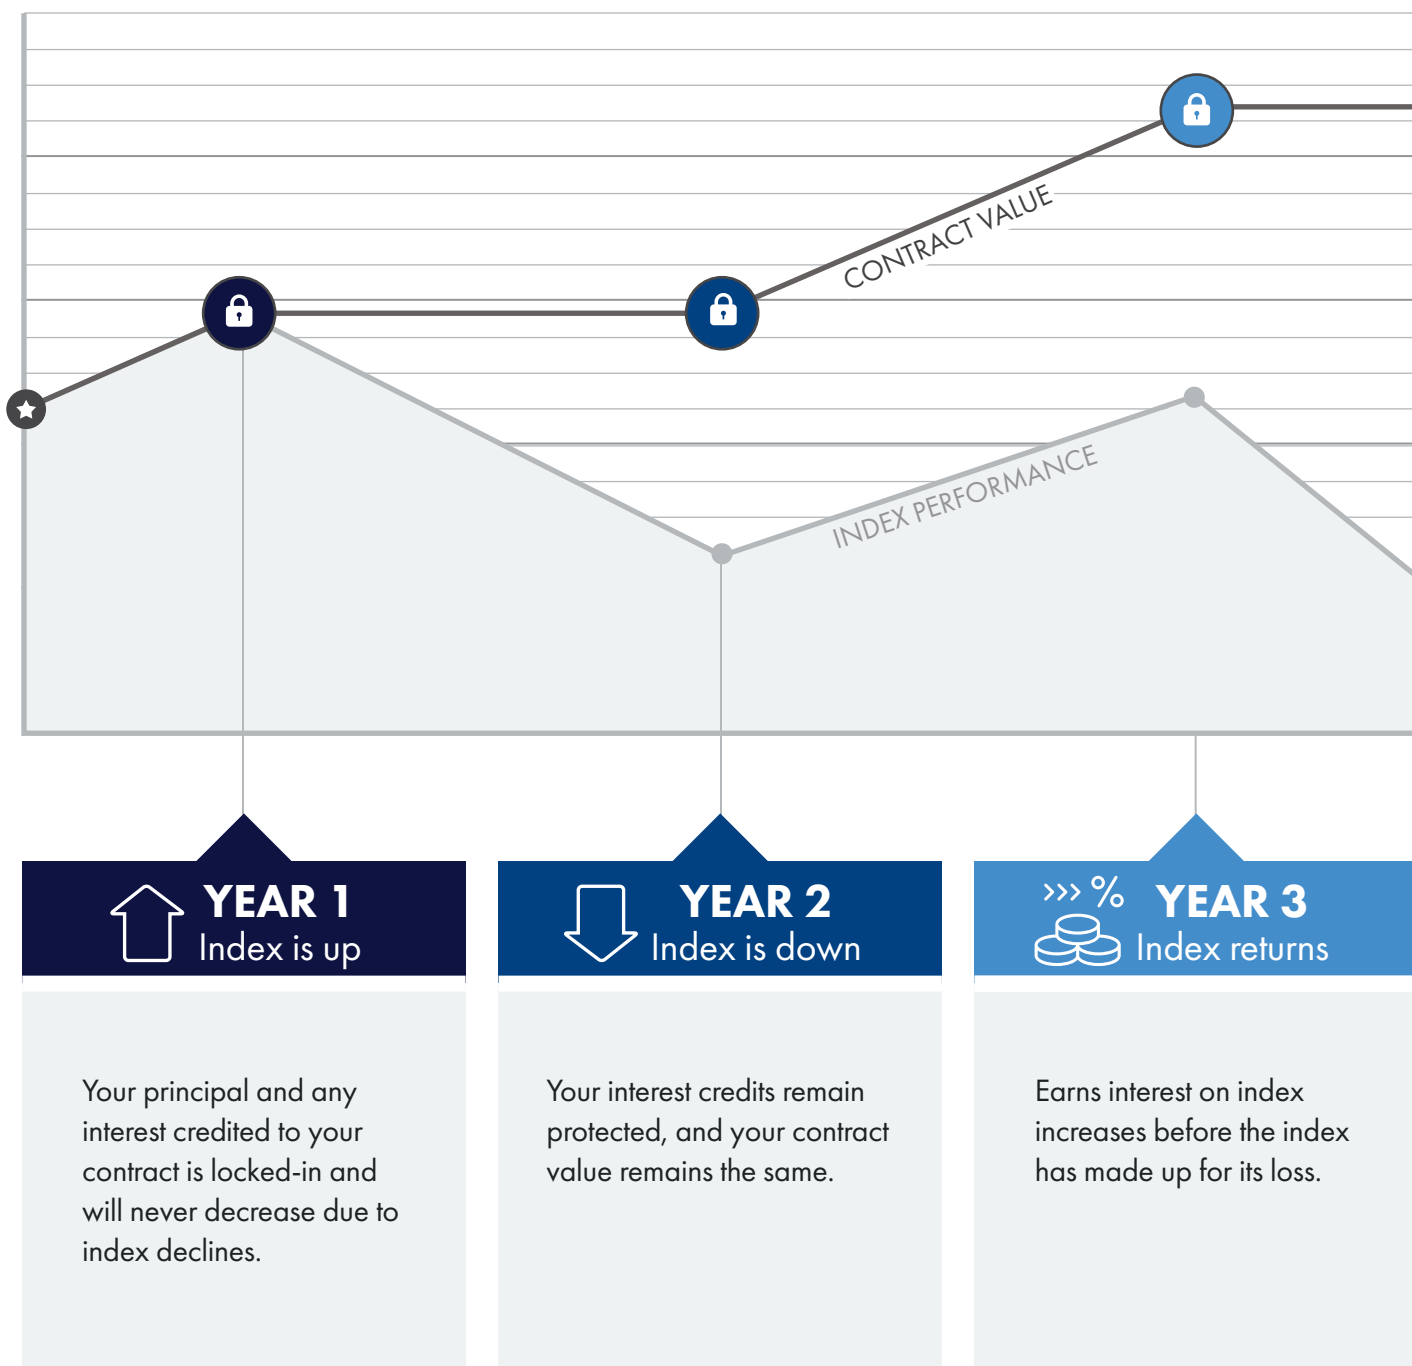 CONTRACT VALUE
INDEX PERFORMANCE
YEAR 1
Index is up
Your principal and any
interest credited to your
contract is locked-in and
will never decrease due to
index declines.
YEAR 2
Index is down
Your interest credits remain
protected, and your contract
value remains the same.
>>> %
YEAR 3
Index returns
Earns interest on index
increases before the index
has made up for its loss.